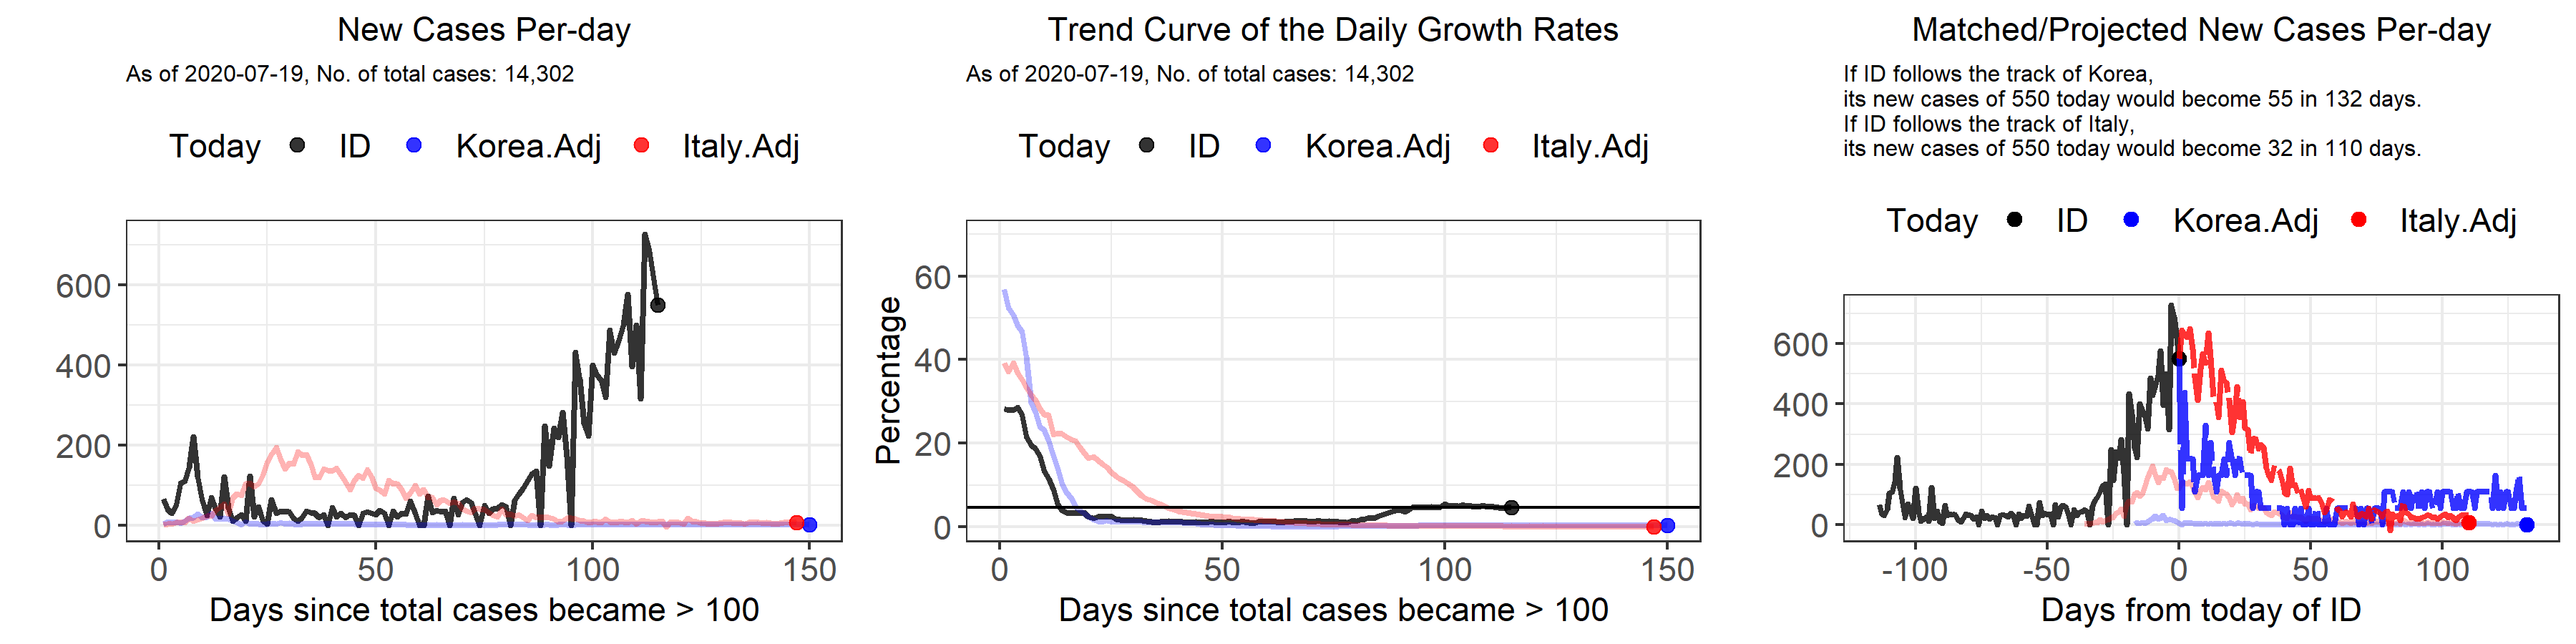 New Cases Per-day
As of 2020-07-19, No. of total cases: 14,302
Today ID Korea.Adj Italy.Adj
600
400
200
0
0 50 100 150
Days since total cases became > 100
Trend Curve of the Daily Growth Rates
As of 2020-07-19, No. of total cases: 14,302
Today ID Korea.Adj Italy.Adj
Percentage
60
40
20
0
0 50 100 150
Days since total cases became > 100
Matched/Projected New Cases Per-day
If ID follows the track of Korea,
its new cases of 550 today would become 55 in 132 days.
If ID follows the track of Italy,
its new cases of 550 today would become 32 in 110 days.
Today ID Korea.Adj Italy.Adj
600
400
200
0
-100 -50 0 50 100
Days from today of ID